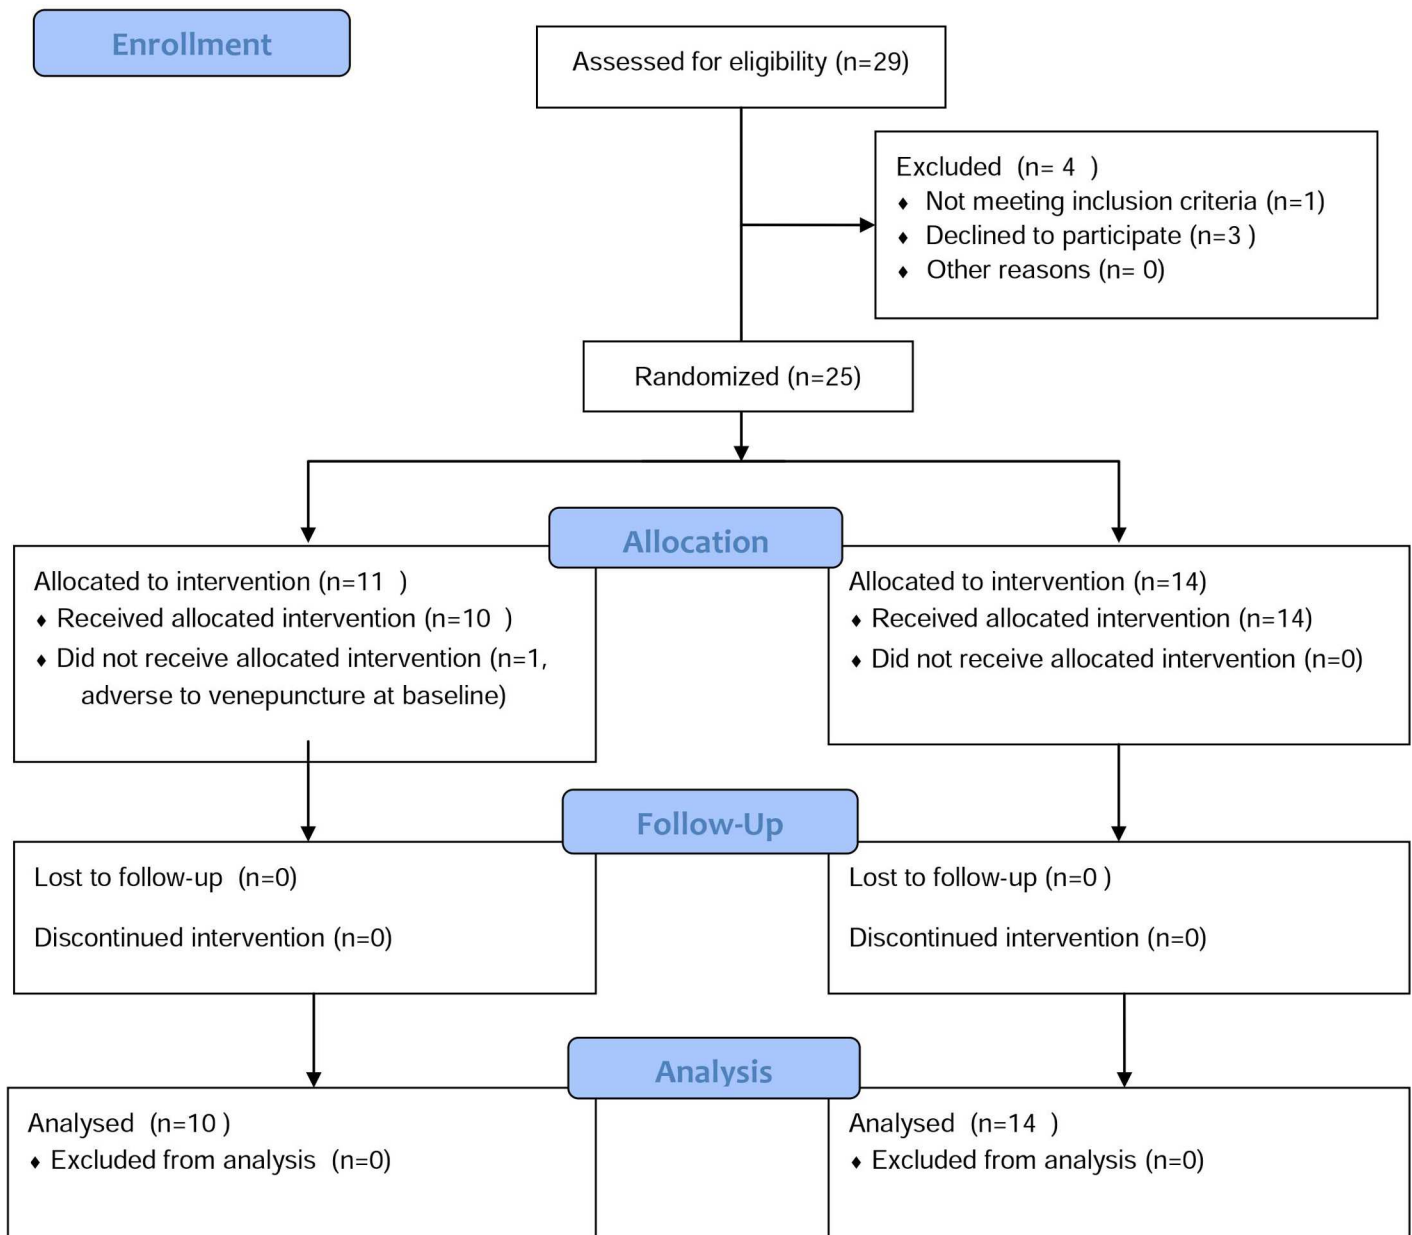 Enrollment
Assessed for eligibility (n=29)
Excluded  (n= 4  )
♦ Not meeting inclusion criteria (n=1)
♦ Declined to participate (n=3 )
♦ Other reasons (n= 0)
Randomized (n=25)
Allocation
Allocated to intervention (n=11  )
♦ Received allocated intervention (n=10  )
♦ Did not receive allocated intervention (n=1,
adverse to venepuncture at baseline)
Allocated to intervention (n=14)
♦ Received allocated intervention (n=14)
♦ Did not receive allocated intervention (n=0)
Follow-Up
Lost to follow-up  (n=0)
Discontinued intervention (n=0)
Lost to follow-up (n=0 )
Discontinued intervention (n=0)
Analysis
Analysed  (n=10 )
♦ Excluded from analysis  (n=0)
Analysed  (n=14  )
♦ Excluded from analysis (n=0)